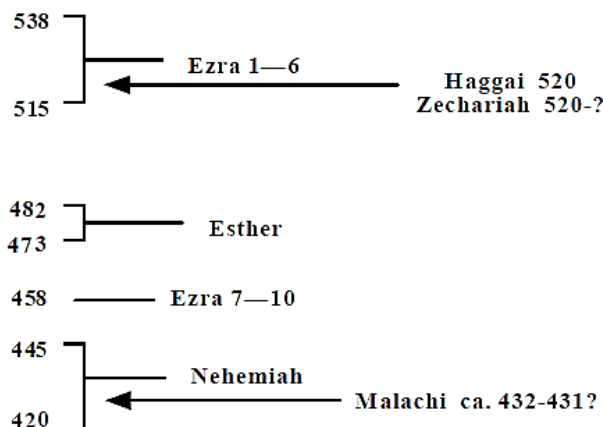 538
Ezra 1—6
Haggai 520
515
Zechariah 520-?
482
Esther
473
458
Ezra 7—10
445
Nehemiah
Malachi ca. 432-431?
420